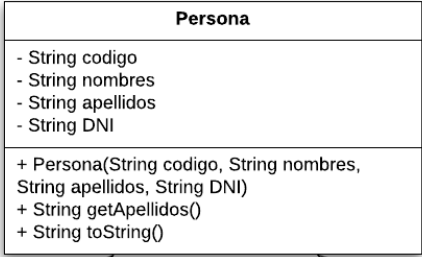 Persona
- String codigo
- String nombres
- String apellidos
- String DNI
+ Persona(String codigo, String nombres,
String apellidos, String DNI)
+ String getApellidos()
+ String toString()